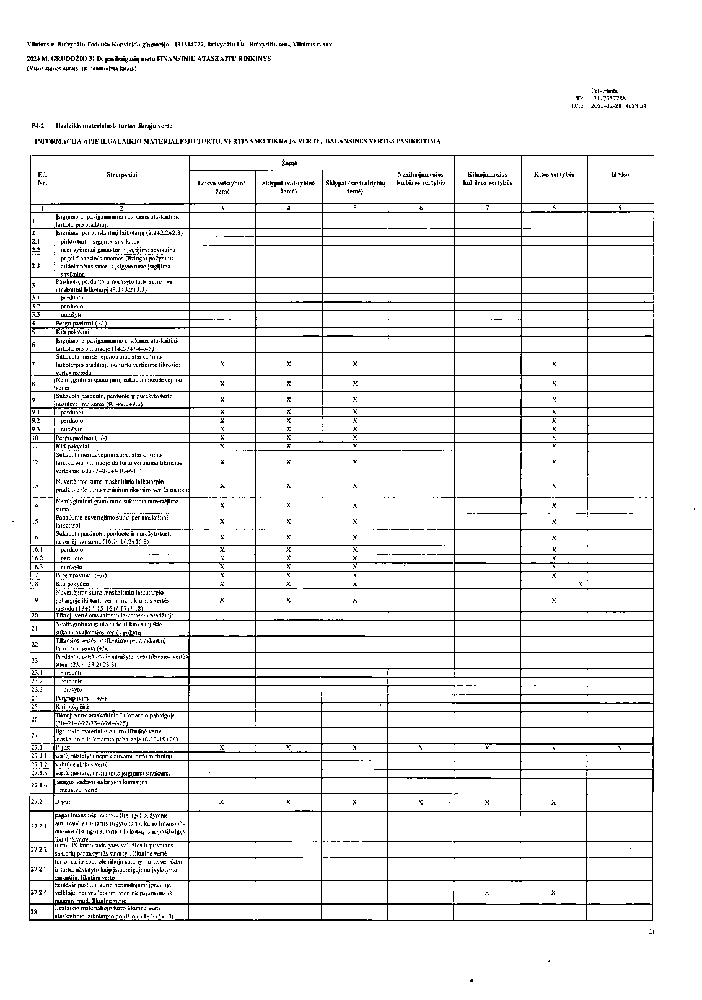 Vilniaus r. Buivydžių Tadeušo Konvickio gimnazija, 191314727, Buivydžių I k., Buivydžių sen., Vilniaus r. sav.
2024 M. GRUODŽIO 31 D. pasibaigusių metų FINANSINIŲ ATASKAITŲ RINKINYS
(Visos sumos eurais, jei nenurodyta kitaip)
Patvirtinta
ID: -2147357788
D/L: 2025-02-28 16:28:54
P4-2 Ilgalaikis materialusis turtas tikrąja verte
INFORMACIJA APIE ILGALAIKIO MATERIALIOJO TURTO, VERTINAMO TIKRĄJA VERTE, BALANSINĖS VERTĖS PASIKEITIMĄ
Žemė
Eil. Straipsniai Nekilnojamosios Kilnojamosios Kitos vertybės Iš viso
Nr. Laisva valstybinė Sklypai (valstybinė Sklypai (savivaldybių kultūros vertybės kultūros vertybės
žemė žemė) žemė)
1 2 3 4 5 6 7 8 9
1 Įsigijimo ar pasigaminimo savikaina ataskaitinio
laikotarpio pradžioje
2 Įsigijimai per ataskaitinį laikotarpį (2.1+2.2+2.3)
2.1 pirkto turto įsigijimo savikaina
2.2 neatlygintinai gauto turto įsigijimo savikaina
pagal finansinės nuomos (lizingo) požymius
2.3 atitinkančias sutartis įsigyto turto įsigijimo
savikaina
3 Parduoto, perduoto ir nurašyto turto suma per
ataskaitinį laikotarpį (3.1+3.2+3.3)
3.1 parduoto
3.2 perduoto
3.3 nurašyto
4 Pergrupavimai (+/-)
5 Kiti pokyčiai
6 Įsigijimo ar pasigaminimo savikaina ataskaitinio
laikotarpio pabaigoje (1+2-3+/-4+/-5)
Sukaupta nusidėvėjimo suma ataskaitinio
7 laikotarpio pradžioje iki turto vertinimo tikrosios X X X X
vertės metodu
8 Neatlygintinai gauto turto sukaupta nusidėvėjimo X X X X
suma
9 Sukaupta parduoto, perduoto ir nurašyto turto X X X X
nusidėvėjimo suma (9.1+9.2+9.3)
9.1 parduoto X X X X
9.2 perduoto X X X X
9.3 nurašyto X X X X
10 Pergrupavimai (+/-) X X X X
11 Kiti pokyčiai X X X X
Sukaupta nusidėvėjimo suma ataskaitinio
12 laikotarpio pabaigoje iki turto vertinimo tikrosios X X X X
vertės metodu (7+8-9+/-10+/-11)
13 Nuvertėjimo suma ataskaitinio laikotarpio X X X X
pradžioje iki turto vertinimo tikrosios vertės metodu
14 Neatlygintinai gauto turto sukaupta nuvertėjimo X X X X
suma
15 Panaikinta nuvertėjimo suma per ataskaitinį X X X X
laikotarpį
16 Sukaupta parduoto, perduoto ir nurašyto turto X X X X
nuvertėjimo suma (16.1+16.2+16.3)
16.1 parduoto X X X X
16.2 perduoto X X X X
16.3 nurašyto X X X X
17 Pergrupavimai (+/-) X X X X
18 Kiti pokyčiai X X X X
Nuvertėjimo suma ataskaitinio laikotarpio
19 pabaigoje iki turto vertinimo tikrosios vertės X X X X
metodu (13+14-15-16+/-17+/-18)
20 Tikroji vertė ataskaitinio laikotarpio pradžioje
21 Neatlygintinai gauto turto iš kito subjekto
sukauptos tikrosios vertės pokytis
22 Tikrosios vertės pasikeitimo per ataskaitinį
laikotarpį suma (+/-)
23 Parduoto, perduoto ir nurašyto turto tikrosios vertės
suma (23.1+23.2+23.3)
23.1 parduoto
23.2 perduoto
23.3 nurašyto
24 Pergrupavimai (+/-)
25 Kiti pokyčiai
26 Tikroji vertė ataskaitinio laikotarpio pabaigoje
(20+21+/-22-23+/-24+/-25)
27 Ilgalaikio materialiojo turto likutinė vertė
ataskaitinio laikotarpio pabaigoje (6-12-19+26)
27.1 Iš jos: X X X X X X X
27.1.1 vertė, nustatyta nepriklausomų turto vertintojų
27.1.2 vidutinė rinkos vertė
27.1.3 vertė, nustatyta remiantis įsigijimo savikaina
27.1.4 įstaigos vadovo sudarytos komisijos
nustatyta vertė
27.2 Iš jos: X X X X X X
pagal finansinės nuomos (lizingo) požymius
27.2.1 atitinkančias sutartis įsigyto turto, kurio finansinės
nuomos (lizingo) sutarties laikotarpis nepasibaigęs,
likutinė vertė
27.2.2 turto, dėl kurio sudarytos valdžios ir privataus
sektorių partnerystės sutartys, likutinė vertė
turto, kurio kontrolę riboja sutartys ar teisės aktai,
27.2.3 ir turto, užstatyto kaip įsipareigojimų įvykdymo
garantija, likutinė vertė
žemės ir pastatų, kurie nenaudojami įprastoje
27.2.4 veikloje, bet yra laikomi vien tik pajamoms iš X X
nuomos gauti, likutinė vertė
28 Ilgalaikio materialiojo turto likutinė vertė
ataskaitinio laikotarpio pradžioje (1-7-13+20)
21